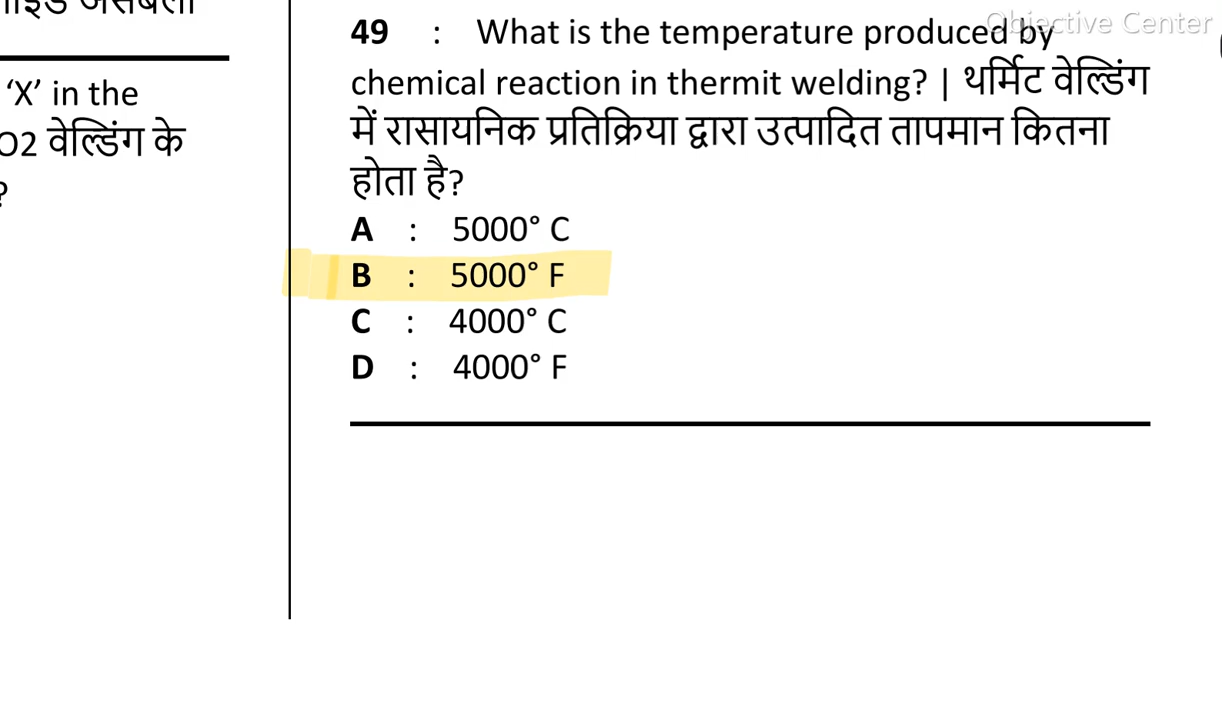 ‘X’ in the
O2 वेल्डिंग के
?
Objective Center
49 : What is the temperature produced by
chemical reaction in thermit welding? | थर्मिट वेल्डिंग
में रासायनिक प्रतिक्रिया द्वारा उत्पादित तापमान कितना
होता है?
A : 5000° C
B : 5000° F
C : 4000° C
D : 4000° F